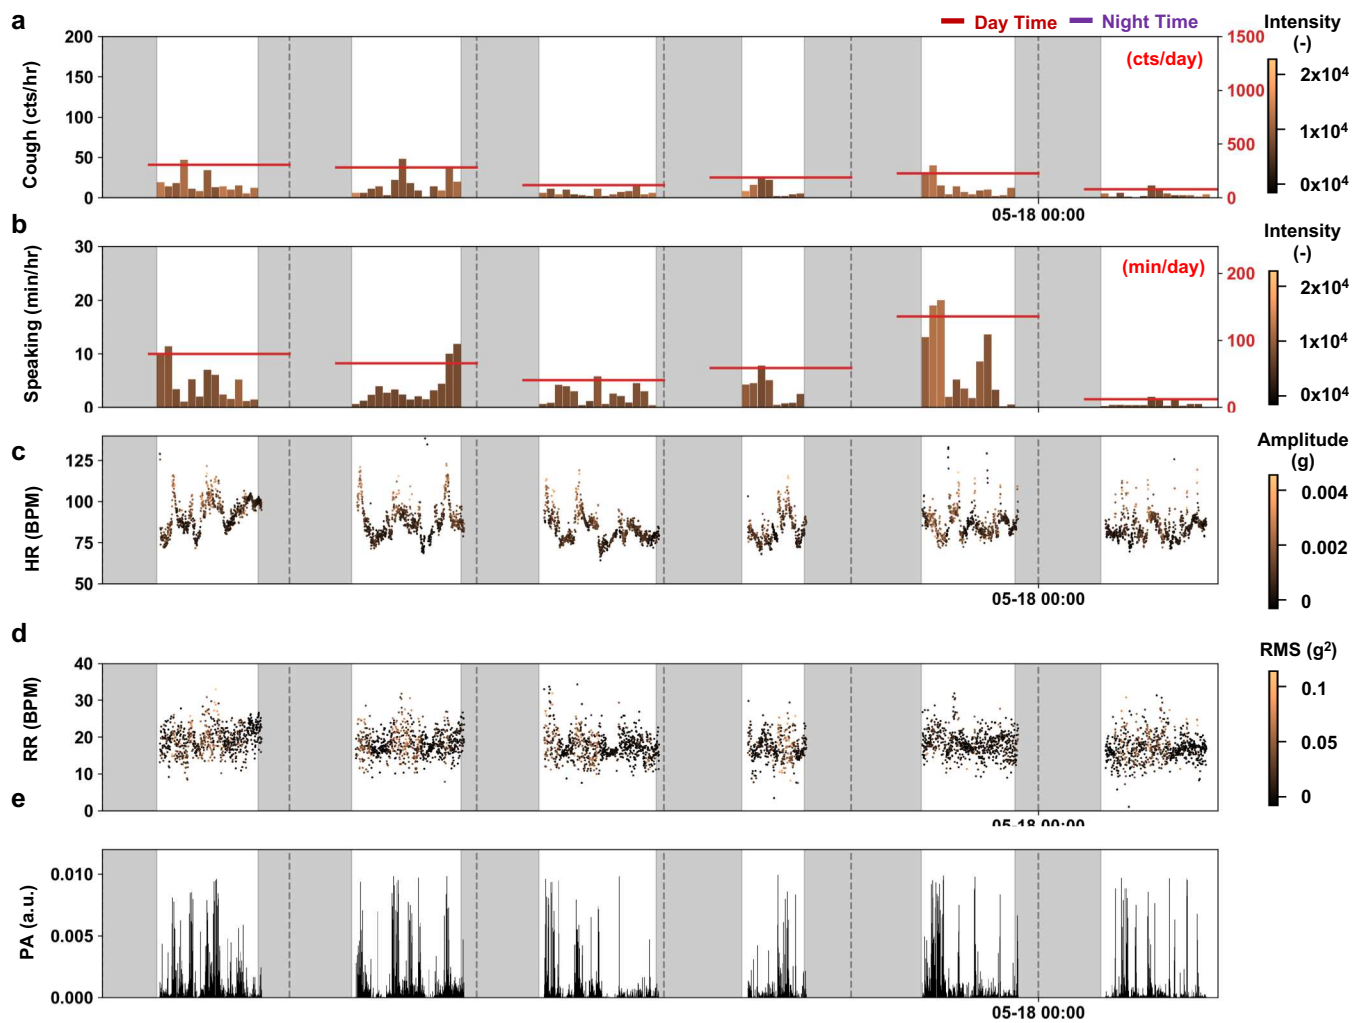 a
Day Time
Night Time
Intensity
(-)
Cough (cts/hr)
200
150
100
50
0
(cts/day)
1500
1000
500
0
2x10⁴
1x10⁴
0x10⁴
05-18 00:00
b
Speaking (min/hr)
30
20
10
0
(min/day)
200
100
0
Intensity
(-)
2x10⁴
1x10⁴
0x10⁴
c
HR (BPM)
125
100
75
50
05-18 00:00
Amplitude
(g)
0.004
0.002
0
d
RR (BPM)
40
30
20
10
0
05-18 00:00
RMS (g²)
0.1
0.05
0
e
PA (a.u.)
0.010
0.005
0.000
05-18 00:00